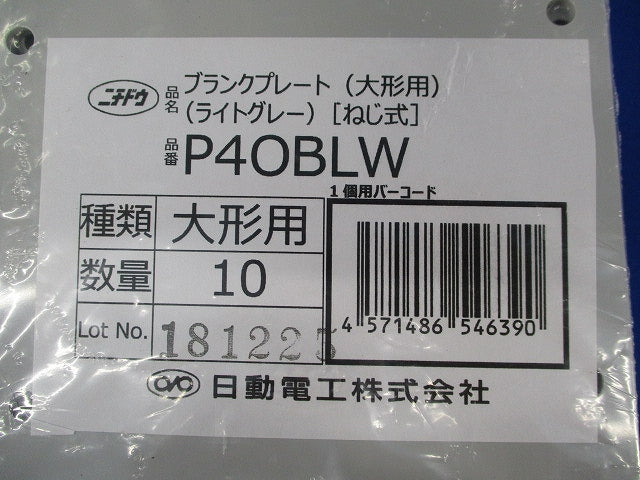 ニチドウ
品名 ブランクプレート（大形用）
（ライトグレー）［ねじ式］
品番 P4OBLW
1個用バーコード
種類 大形用
数量 10
Lot No. 181225
4 571486 546390
日動電工株式会社